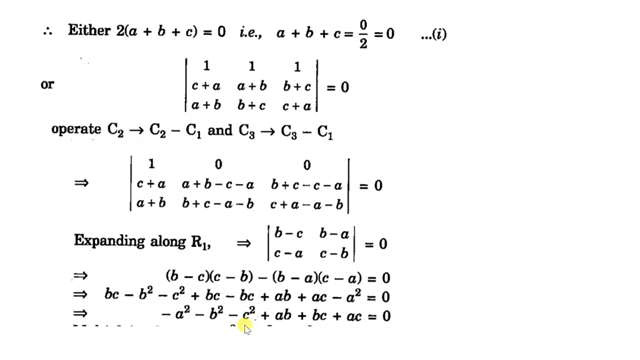 ∴ Either 2(a + b + c) = 0 i.e., a + b + c = 0/2 = 0 ...(i)
or | 1 1 1 |
| c + a a + b b + c | = 0
| a + b b + c c + a |
operate C₂ → C₂ − C₁ and C₃ → C₃ − C₁
| 1 0 0 |
⇒ | c + a a + b − c − a b + c − c − a | = 0
| a + b b + c − a − b c + a − a − b |
Expanding along R₁, ⇒ | b − c b − a | = 0
| c − a c − b |
⇒ (b − c)(c − b) − (b − a)(c − a) = 0
⇒ bc − b² − c² + bc − bc + ab + ac − a² = 0
⇒ − a² − b² − c² + ab + bc + ac = 0